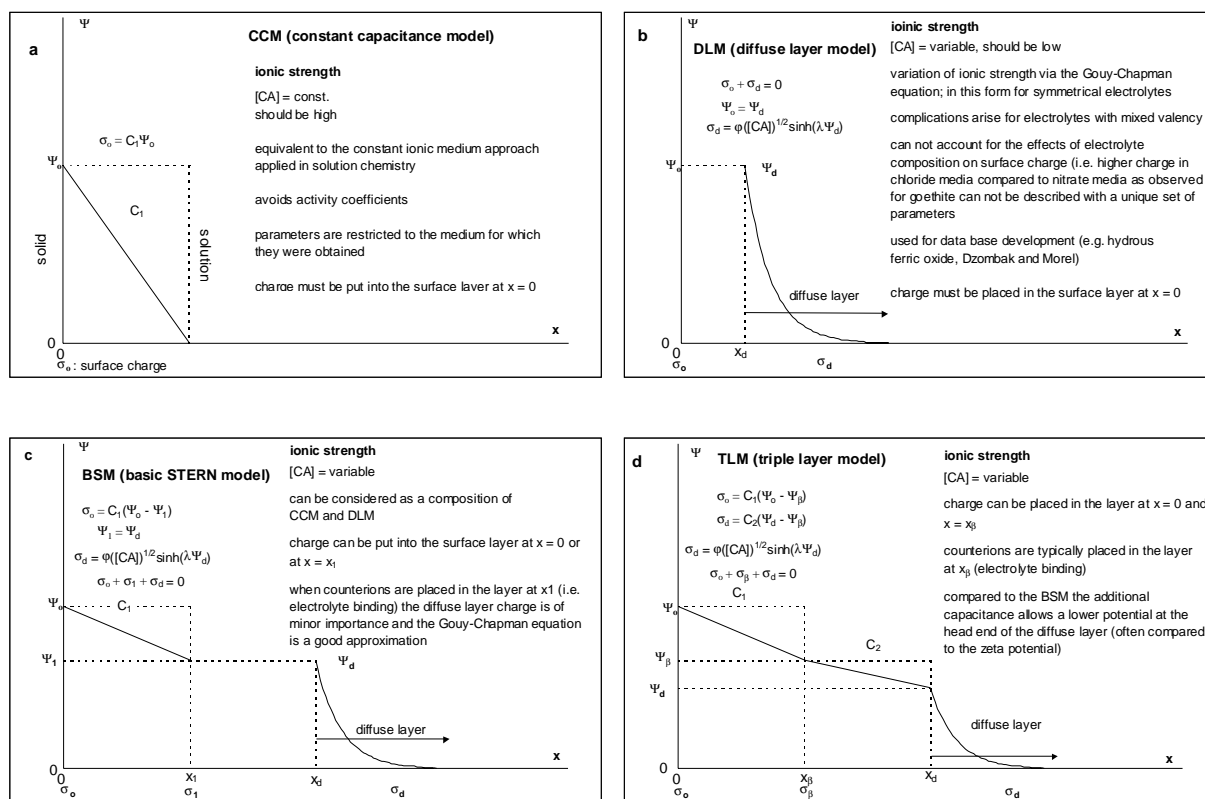 a
Ψ
CCM (constant capacitance model)
ionic strength
[CA] = const.
should be high
σo = C1Ψo
equivalent to the constant ionic medium approach
applied in solution chemistry
avoids activity coefficients
parameters are restricted to the medium for which
they were obtained
charge must be put into the surface layer at x = 0
Ψo
C1
solid
solution
x
0
0
σo : surface charge
b
Ψ
DLM (diffuse layer model)
σo + σd = 0
Ψo = Ψd
σd = φ([CA])1/2sinh(λΨd)
ioinic strength
[CA] = variable, should be low
variation of ionic strength via the Gouy-Chapman
equation; in this form for symmetrical electrolytes
complications arise for electrolytes with mixed valency
can not account for the effects of electrolyte
composition on surface charge (i.e. higher charge in
chloride media compared to nitrate media as observed
for goethite can not be described with a unique set of
parameters
used for data base development (e.g. hydrous
ferric oxide, Dzombak and Morel)
charge must be placed in the surface layer at x = 0
Ψo
Ψd
diffuse layer
x
0
0
xd
σo
σd
c
Ψ
BSM (basic STERN model)
σo = C1(Ψo - Ψ1)
Ψ1 = Ψd
σd = φ([CA])1/2sinh(λΨd)
σo + σ1 + σd = 0
ionic strength
[CA] = variable
can be considered as a composition of
CCM and DLM
charge can be put into the surface layer at x = 0 or
at x = x1
when counterions are placed in the layer at x1 (i.e.
electrolyte binding) the diffuse layer charge is of
minor importance and the Gouy-Chapman equation
is a good approximation
C1
Ψo
Ψ1
Ψd
diffuse layer
x
0
0
x1
xd
σo
σ1
σd
d
Ψ
TLM (triple layer model)
σo = C1(Ψo - Ψβ)
σd = C2(Ψd - Ψβ)
σd = φ([CA])1/2sinh(λΨd)
σo + σβ + σd = 0
ionic strength
[CA] = variable
charge can be placed in the layer at x = 0 and
x = xβ
counterions are typically placed in the layer
at xβ (electrolyte binding)
compared to the BSM the additional
capacitance allows a lower potential at the
head end of the diffuse layer (often compared
to the zeta potential)
C1
Ψo
Ψβ
C2
Ψd
diffuse layer
x
0
0
xβ
xd
σo
σβ
σd